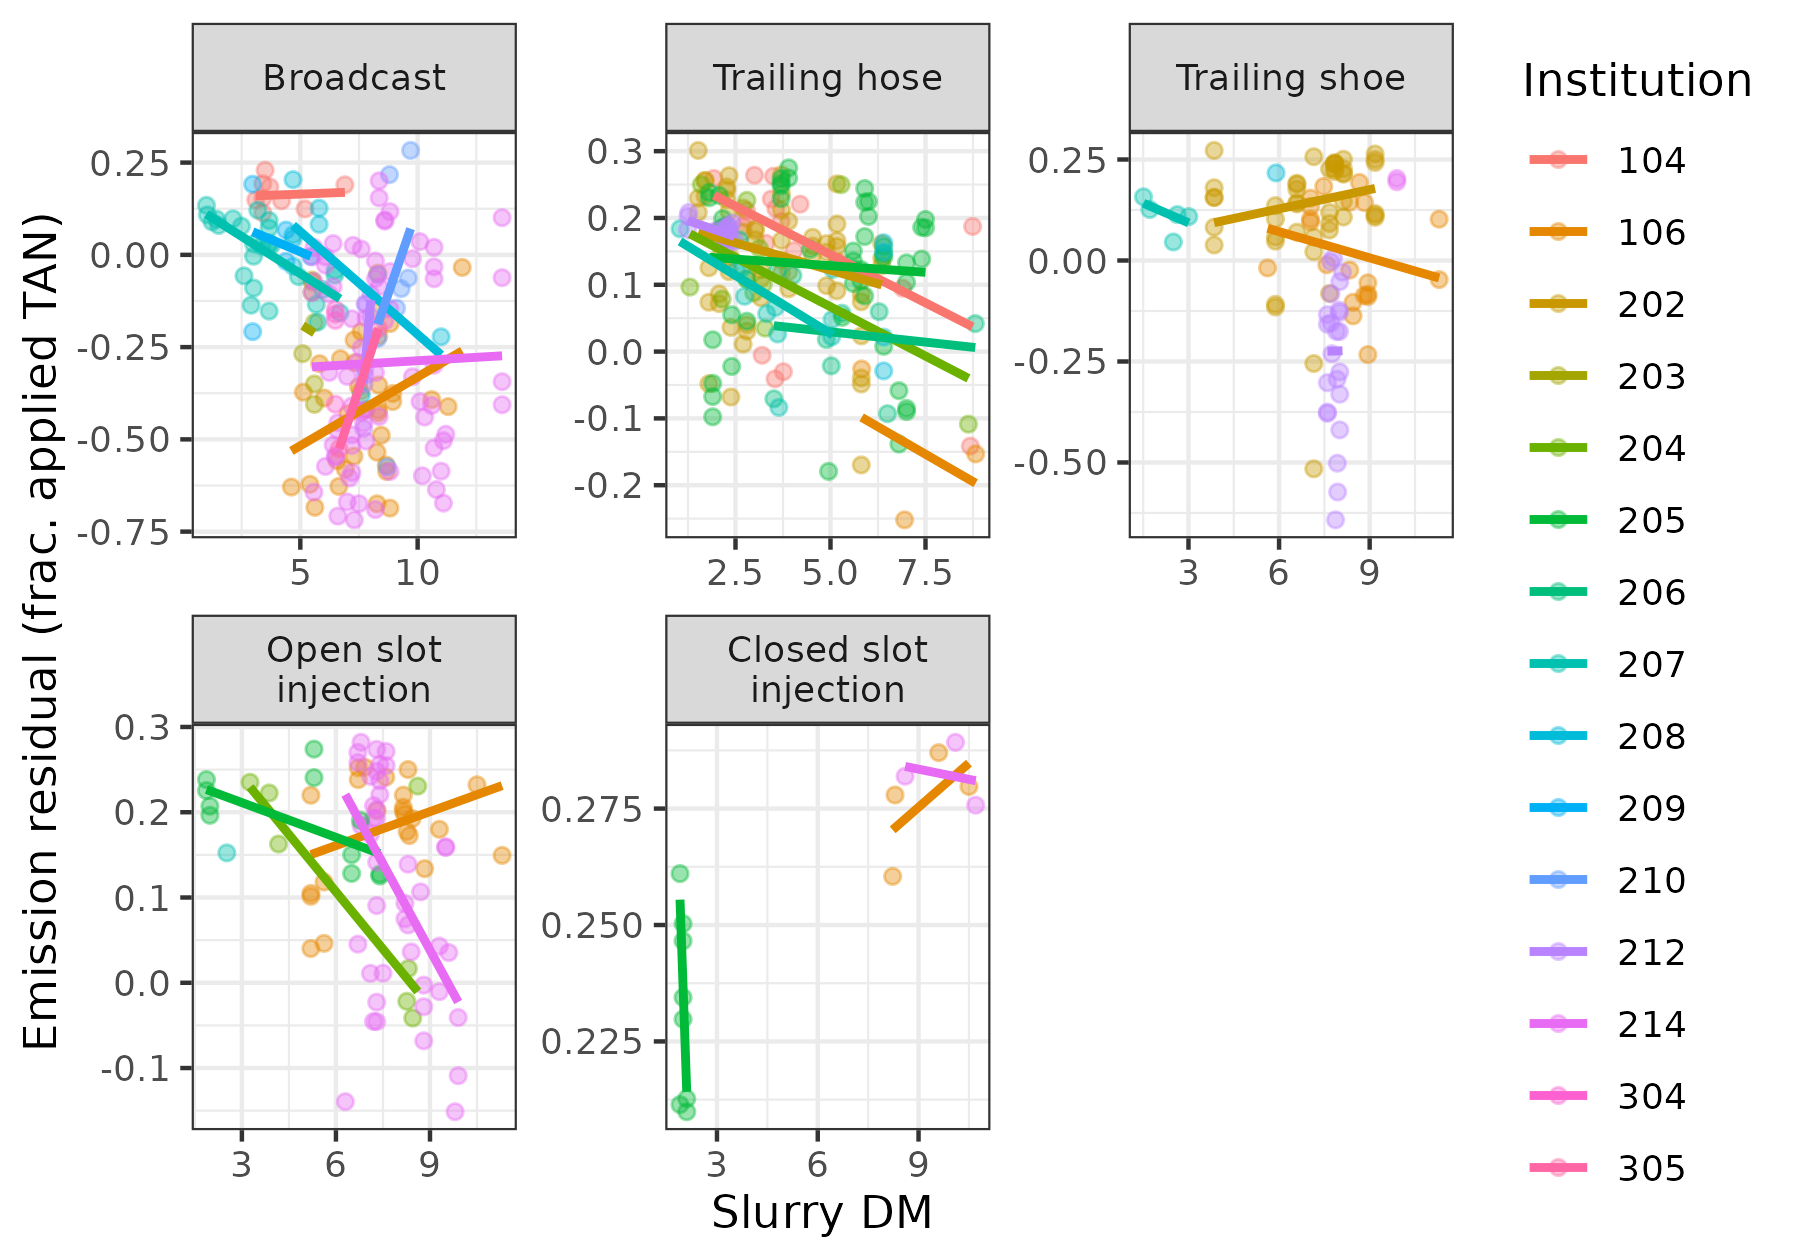 Broadcast
Trailing hose
Trailing shoe
Institution
Emission residual (frac. applied TAN)
0.25
0.00
-0.25
-0.50
-0.75
5 10
0.3
0.2
0.1
0.0
-0.1
-0.2
2.5 5.0 7.5
0.25
0.00
-0.25
-0.50
3 6 9
Open slot
injection
Closed slot
injection
0.3
0.2
0.1
0.0
-0.1
3 6 9
0.275
0.250
0.225
3 6 9
Slurry DM
104
106
202
203
204
205
206
207
208
209
210
212
214
304
305